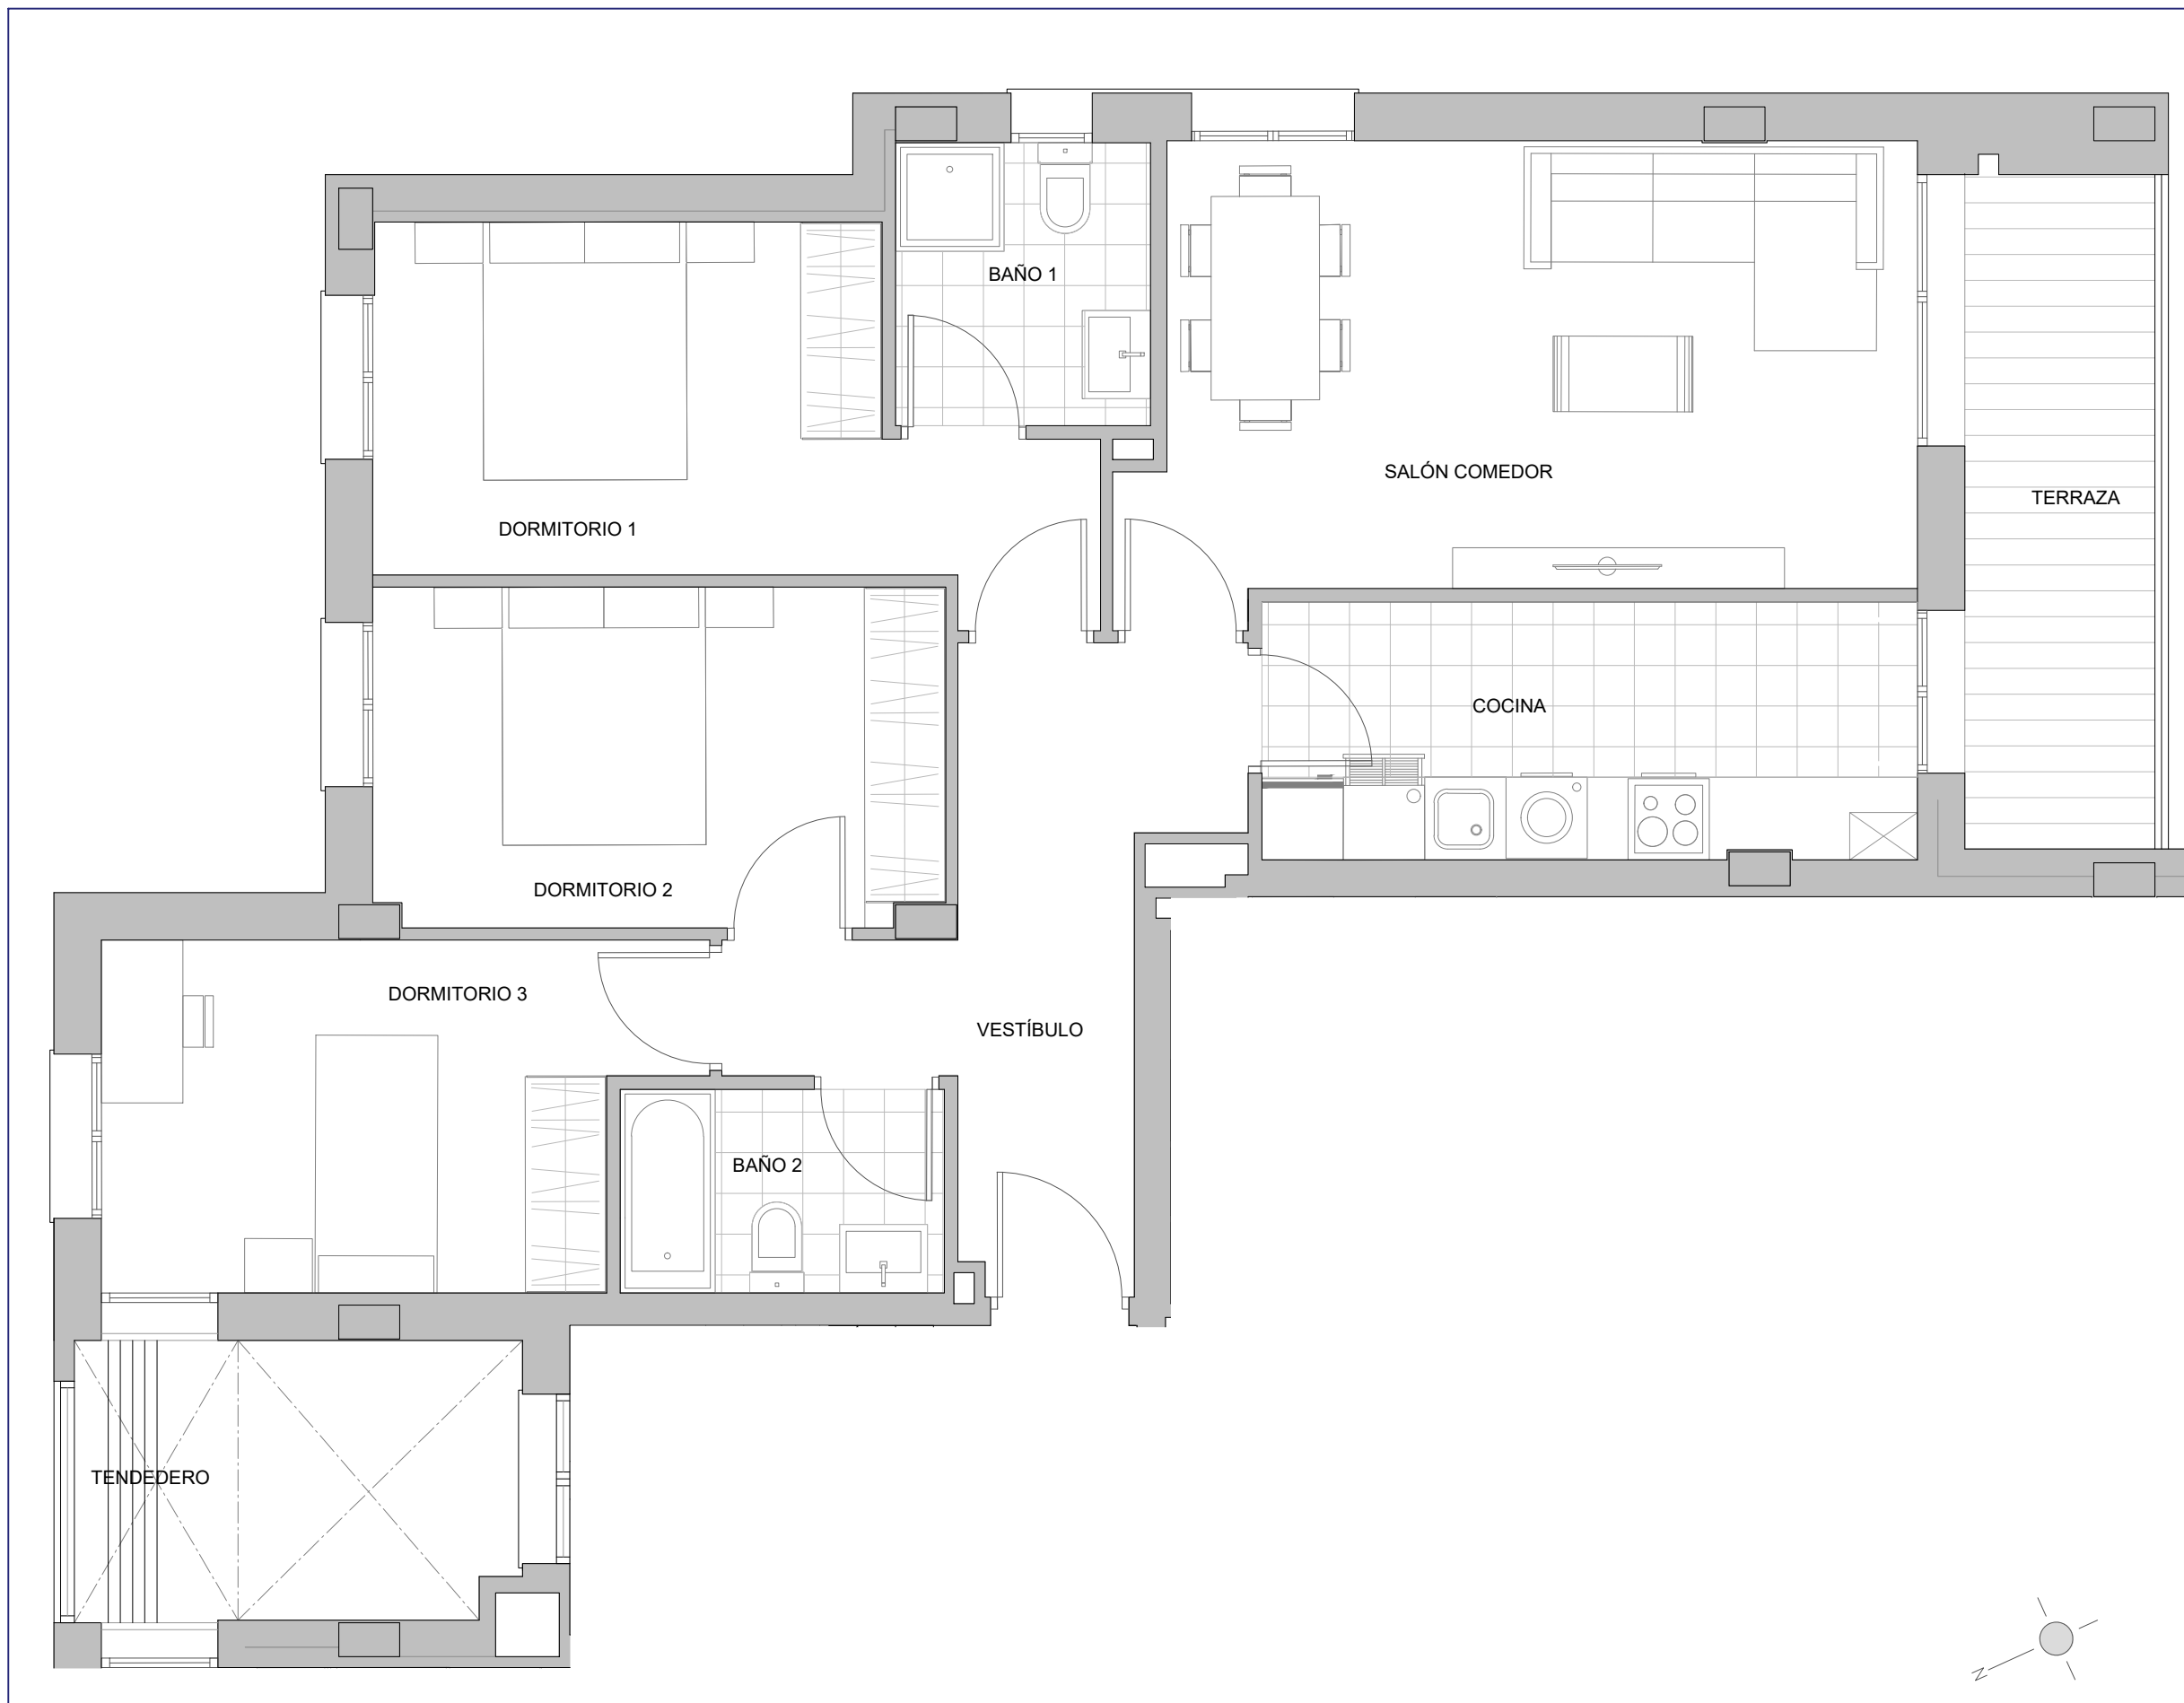 BAÑO 1
SALÓN COMEDOR
TERRAZA
DORMITORIO 1
COCINA
DORMITORIO 2
DORMITORIO 3
VESTÍBULO
BAÑO 2
TENDEDERO
N